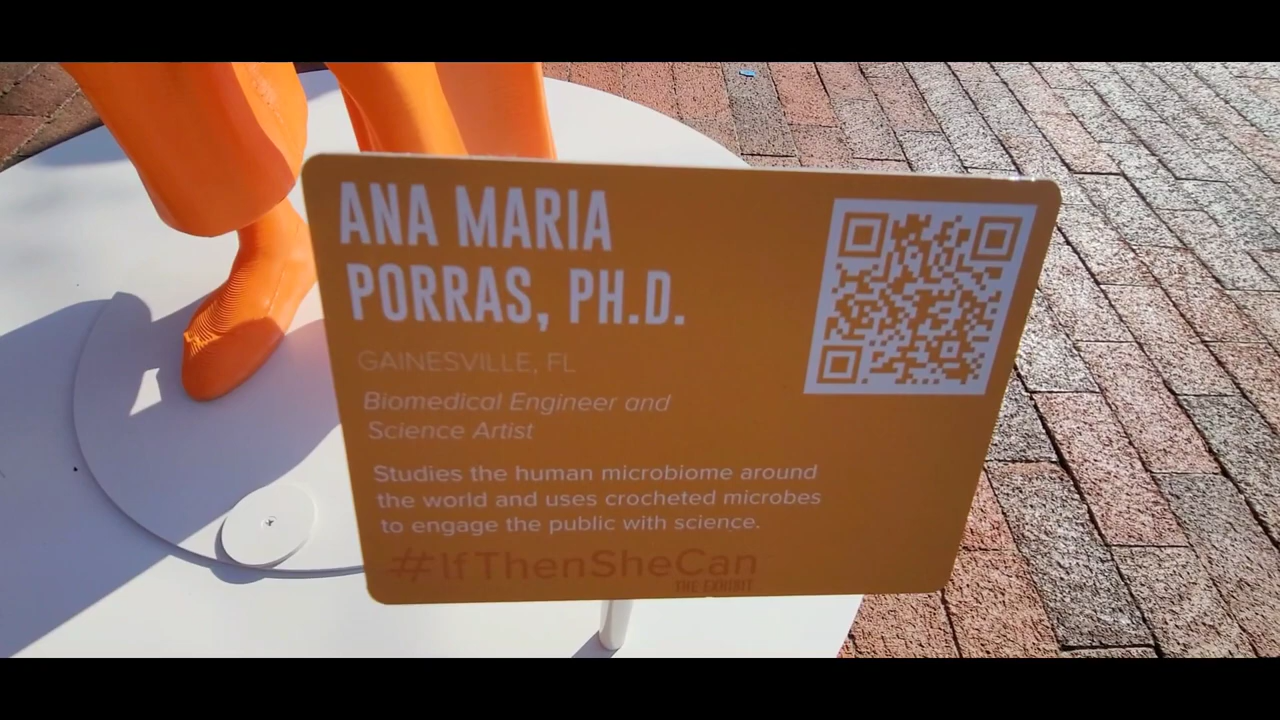 ANA MARIA
PORRAS, PH.D.
GAINESVILLE, FL
Biomedical Engineer and
Science Artist
Studies the human microbiome around
the world and uses crocheted microbes
to engage the public with science.
#IfThenSheCan
THE EXHIBIT